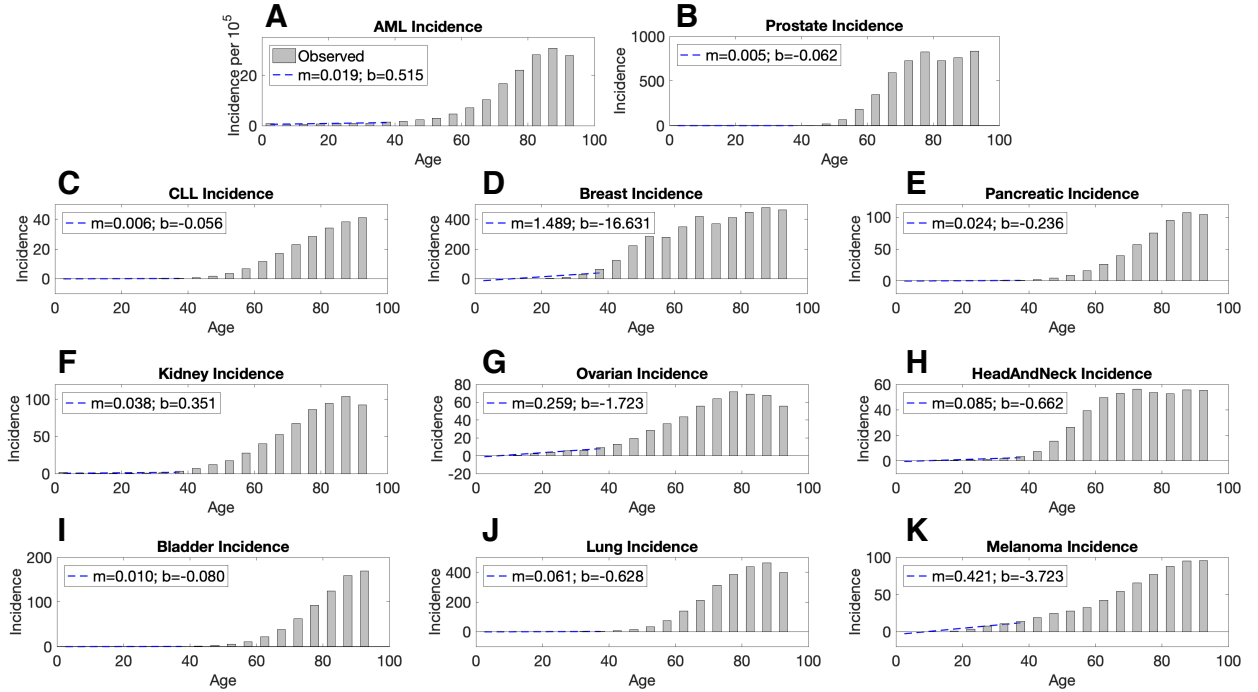 A
AML Incidence
Incidence per 10^5
Observed
m=0.019; b=0.515
20
0
0 20 40 60 80 100
Age
B
Prostate Incidence
Incidence
m=0.005; b=-0.062
1000
500
0
0 20 40 60 80 100
Age
C
CLL Incidence
Incidence
m=0.006; b=-0.056
40
20
0
0 20 40 60 80 100
Age
D
Breast Incidence
Incidence
m=1.489; b=-16.631
400
200
0
0 20 40 60 80 100
Age
E
Pancreatic Incidence
Incidence
m=0.024; b=-0.236
100
50
0
0 20 40 60 80 100
Age
F
Kidney Incidence
Incidence
m=0.038; b=0.351
100
50
0
0 20 40 60 80 100
Age
G
Ovarian Incidence
Incidence
m=0.259; b=-1.723
80
60
40
20
0
-20
0 20 40 60 80 100
Age
H
HeadAndNeck Incidence
Incidence
m=0.085; b=-0.662
60
40
20
0
0 20 40 60 80 100
Age
I
Bladder Incidence
Incidence
m=0.010; b=-0.080
200
100
0
0 20 40 60 80 100
Age
J
Lung Incidence
Incidence
m=0.061; b=-0.628
400
200
0
0 20 40 60 80 100
Age
K
Melanoma Incidence
Incidence
m=0.421; b=-3.723
100
50
0
0 20 40 60 80 100
Age